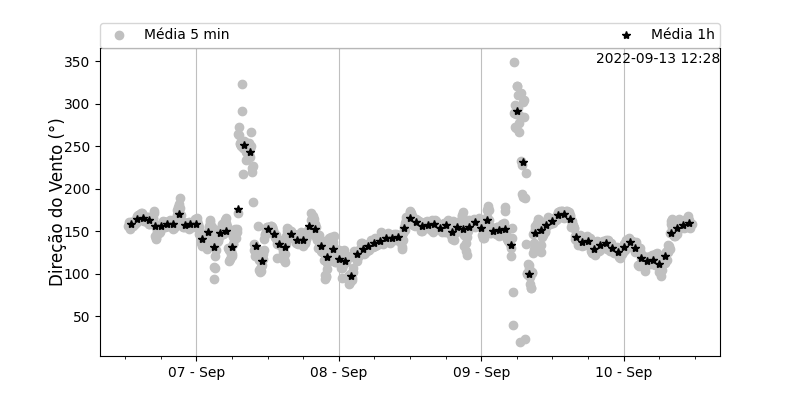 Média 5 min
Média 1h
2022-09-13 12:28
Direção do Vento (°)
350
300
250
200
150
100
50
07 - Sep
08 - Sep
09 - Sep
10 - Sep